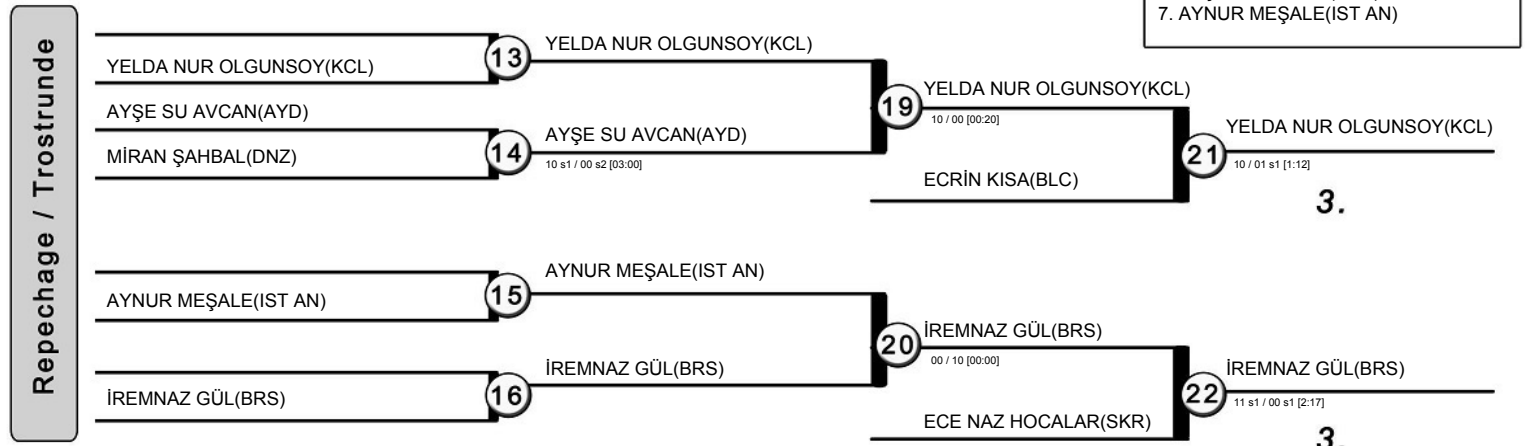 7. AYNUR MEŞALE(IST AN)
Repechage / Trostrunde
YELDA NUR OLGUNSOY(KCL)
13
YELDA NUR OLGUNSOY(KCL)
AYŞE SU AVCAN(AYD)
MİRAN ŞAHBAL(DNZ)
14
AYŞE SU AVCAN(AYD)
10 s1 / 00 s2 [03:00]
19
YELDA NUR OLGUNSOY(KCL)
10 / 00 [00:20]
ECRİN KISA(BLC)
21
YELDA NUR OLGUNSOY(KCL)
10 / 01 s1 [1:12]
3.
AYNUR MEŞALE(IST AN)
15
AYNUR MEŞALE(IST AN)
İREMNAZ GÜL(BRS)
16
İREMNAZ GÜL(BRS)
20
İREMNAZ GÜL(BRS)
00 / 10 [00:00]
ECE NAZ HOCALAR(SKR)
22
İREMNAZ GÜL(BRS)
11 s1 / 00 s1 [2:17]
3.